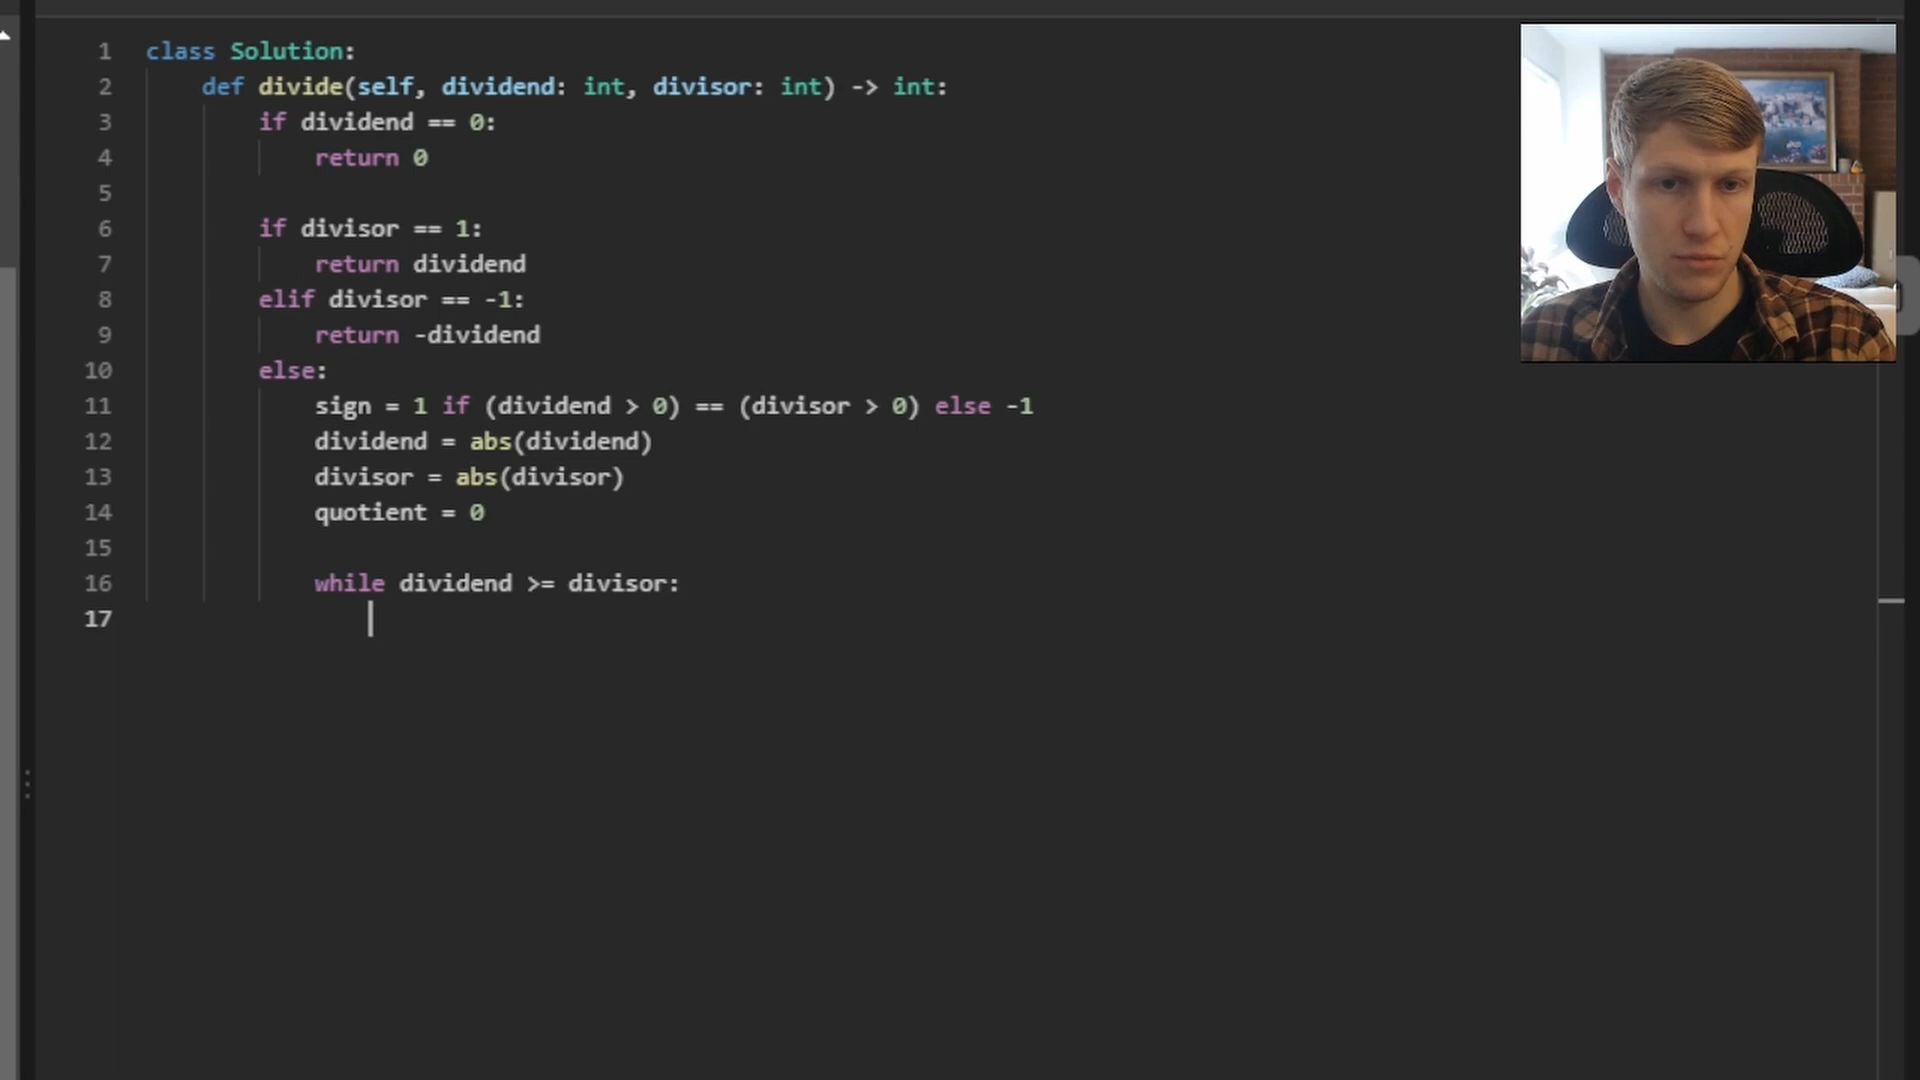 1 class Solution:
2 def divide(self, dividend: int, divisor: int) -> int:
3 if dividend == 0:
4 return 0
5
6 if divisor == 1:
7 return dividend
8 elif divisor == -1:
9 return -dividend
10 else:
11 sign = 1 if (dividend > 0) == (divisor > 0) else -1
12 dividend = abs(dividend)
13 divisor = abs(divisor)
14 quotient = 0
15
16 while dividend >= divisor:
17